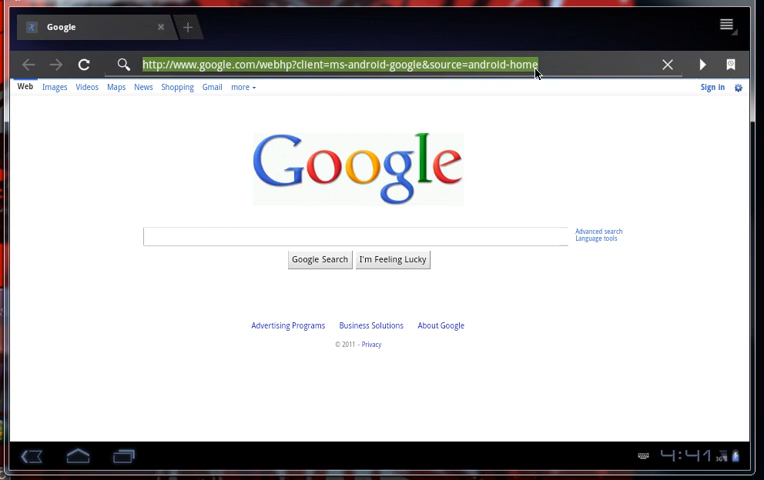 Google
http://www.google.com/webhp?client=ms-android-google&source=android-home
Web Images Videos Maps News Shopping Gmail more Sign in
Google
Advanced search
Language tools
Google Search I'm Feeling Lucky
Advertising Programs Business Solutions About Google
© 2011 - Privacy
4:41 3G